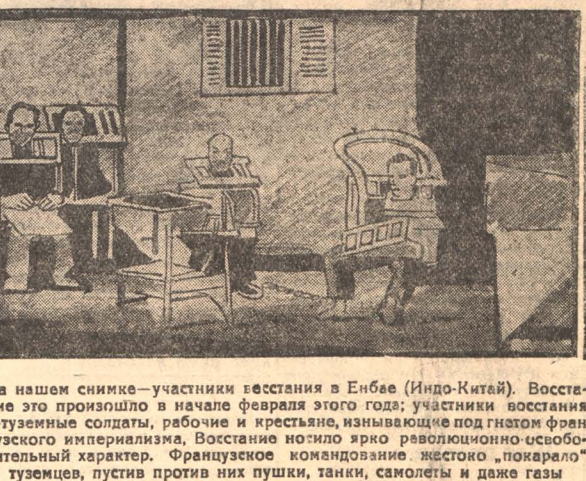 а нашем снимке—участники весстания в Енбае (Индо-Китай). Восста-
ие это произошло в начале февраля этого года; участники восстания
-туземные солдаты, рабочие и крестьяне, изнывающие под гнетом фран
узского империализма, Восстание носило ярко революционно-освобо-
ительный характер. Французское командование жестоко „покарало"
туземцев, пустив против них пушки, танки, самолеты и даже газы